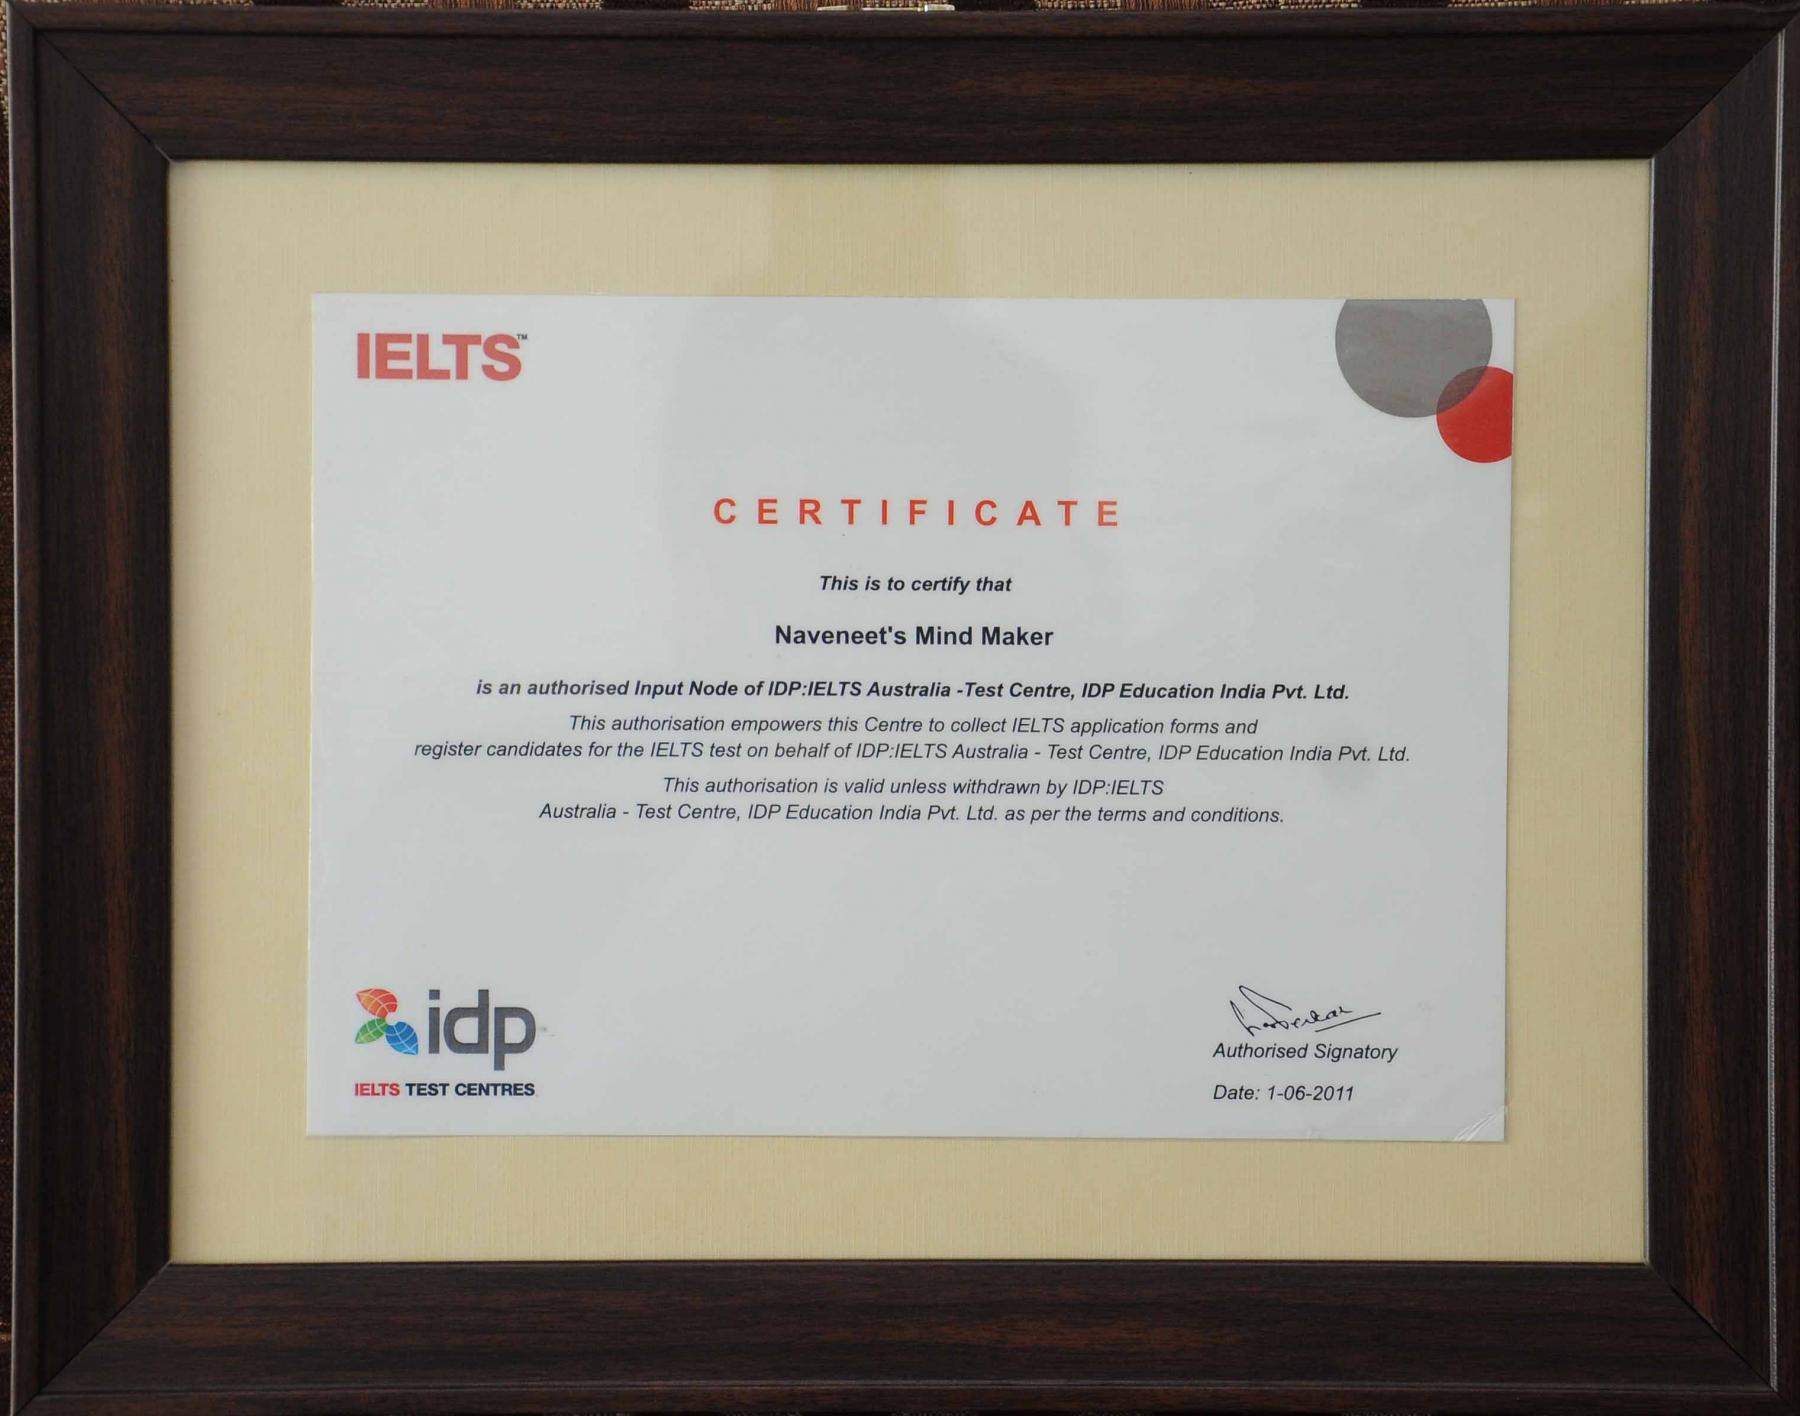 IELTS™
CERTIFICATE
This is to certify that
Naveneet's Mind Maker
is an authorised Input Node of IDP:IELTS Australia -Test Centre, IDP Education India Pvt. Ltd.
This authorisation empowers this Centre to collect IELTS application forms and
register candidates for the IELTS test on behalf of IDP:IELTS Australia - Test Centre, IDP Education India Pvt. Ltd.
This authorisation is valid unless withdrawn by IDP:IELTS
Australia - Test Centre, IDP Education India Pvt. Ltd. as per the terms and conditions.
idp
IELTS TEST CENTRES
Authorised Signatory
Date: 1-06-2011